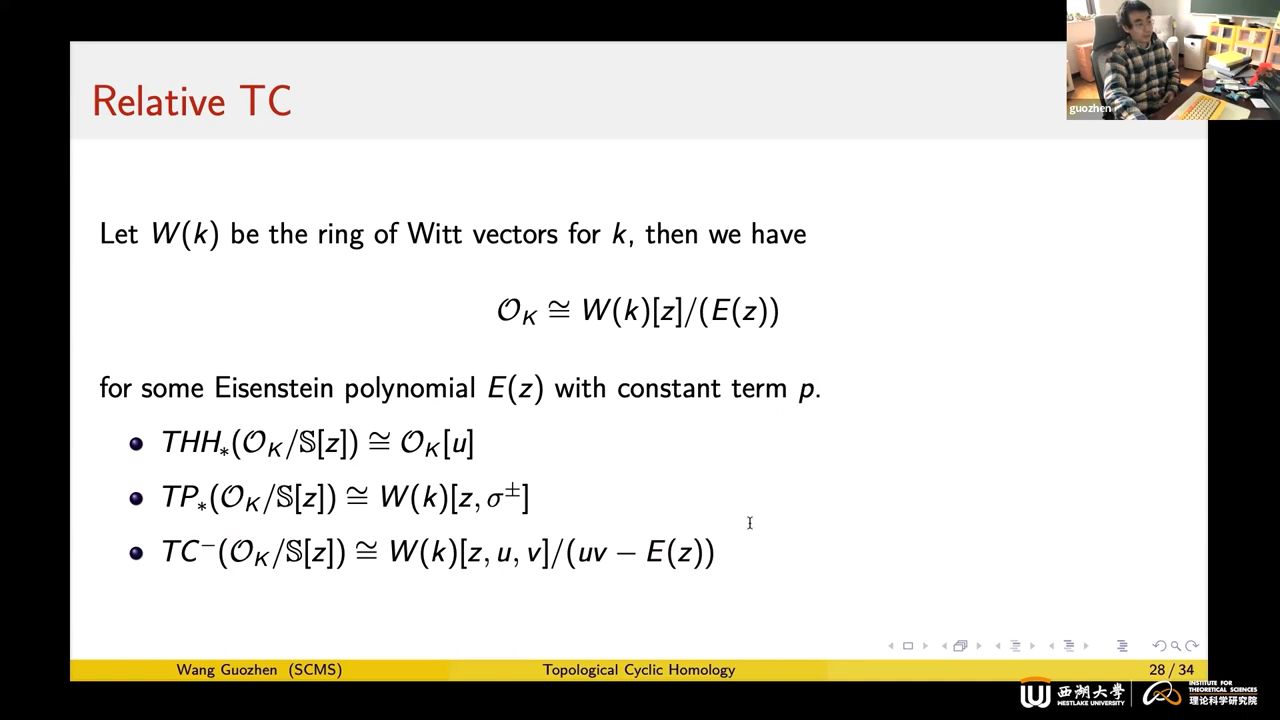 guozhen
Relative TC
Let W(k) be the ring of Witt vectors for k, then we have
𝒪_K ≅ W(k)[z]/(E(z))
for some Eisenstein polynomial E(z) with constant term p.
THH_*(𝒪_K/𝕊[z]) ≅ 𝒪_K[u]
TP_*(𝒪_K/𝕊[z]) ≅ W(k)[z, σ^±]
TC^−(𝒪_K/𝕊[z]) ≅ W(k)[z, u, v]/(uv − E(z))
Wang Guozhen (SCMS) Topological Cyclic Homology 28 / 34
西湖大學 WESTLAKE UNIVERSITY
INSTITUTE FOR THEORETICAL SCIENCES 理论科学研究院